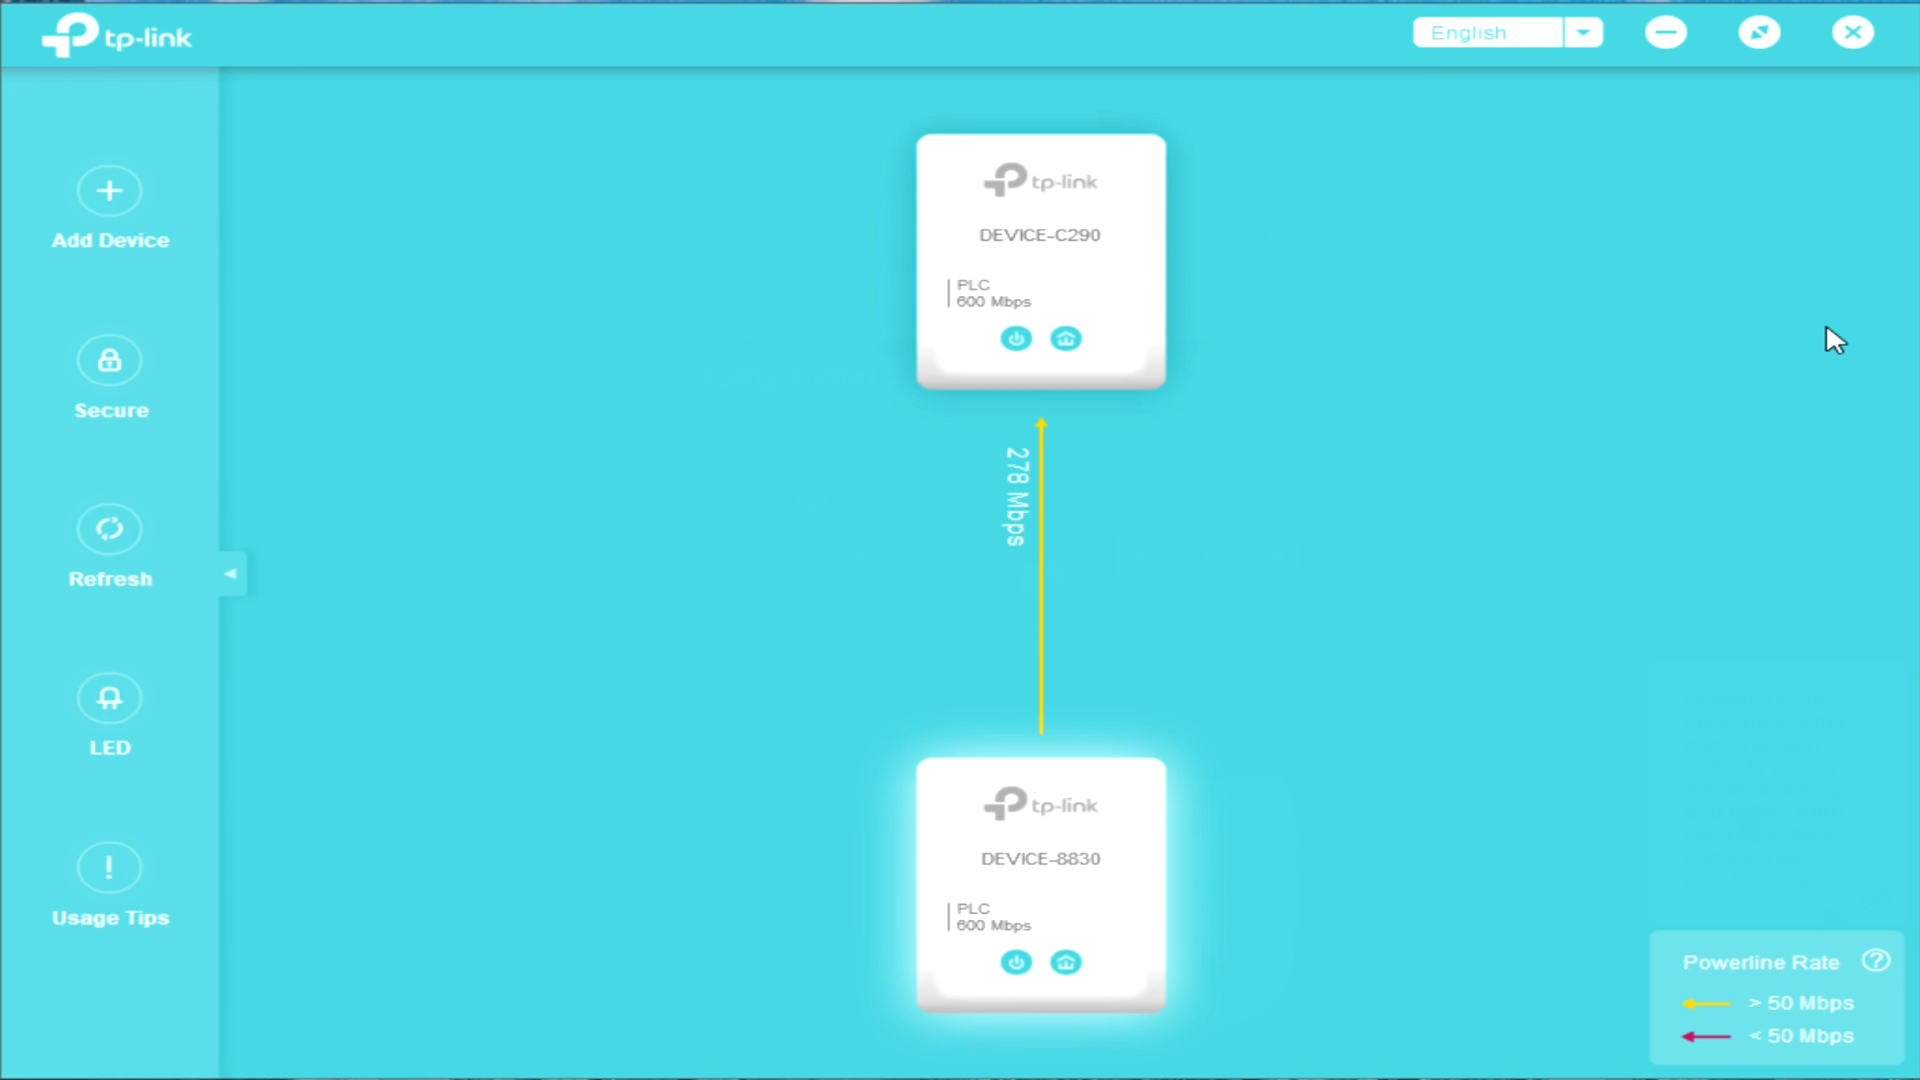 tp-link
English
Add Device
Secure
Refresh
LED
Usage Tips
tp-link
DEVICE-C290
PLC
600 Mbps
278 Mbps
tp-link
DEVICE-8830
PLC
600 Mbps
Powerline Rate ?
> 50 Mbps
< 50 Mbps